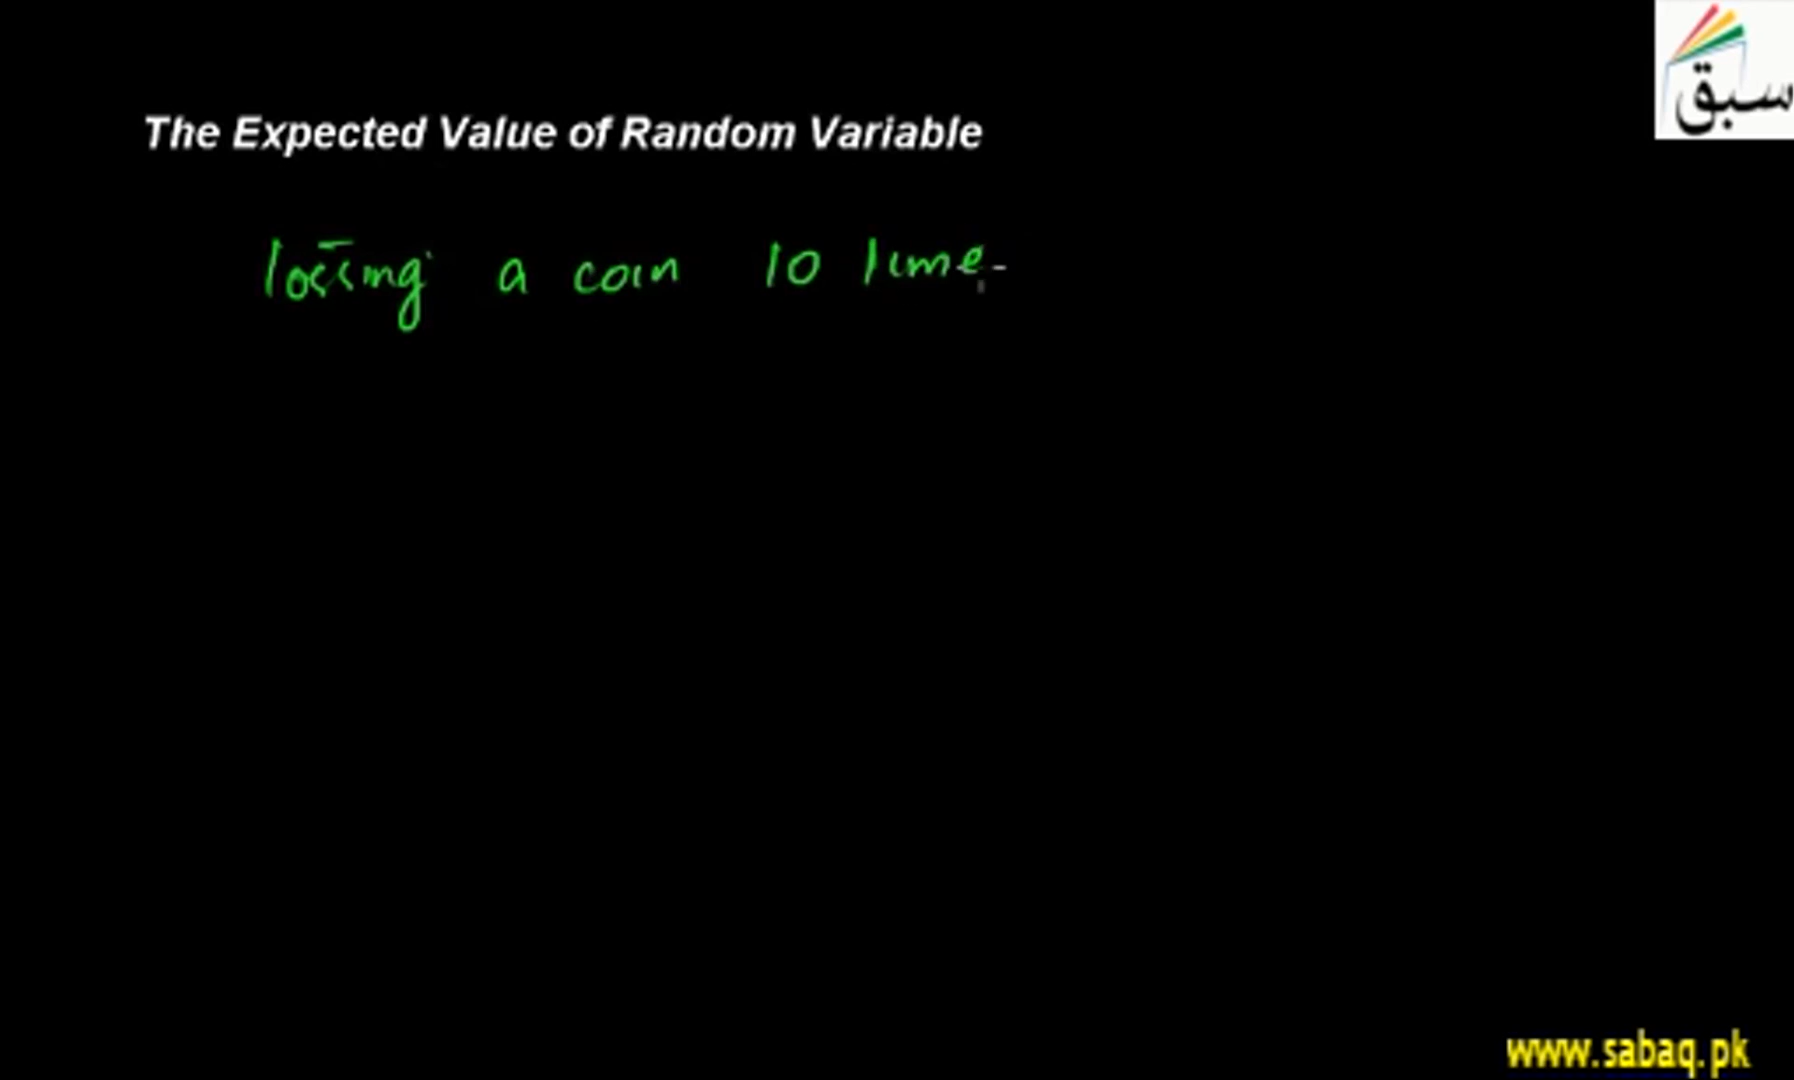 سبق
The Expected Value of Random Variable
tossing a coin 10 time
www.sabaq.pk